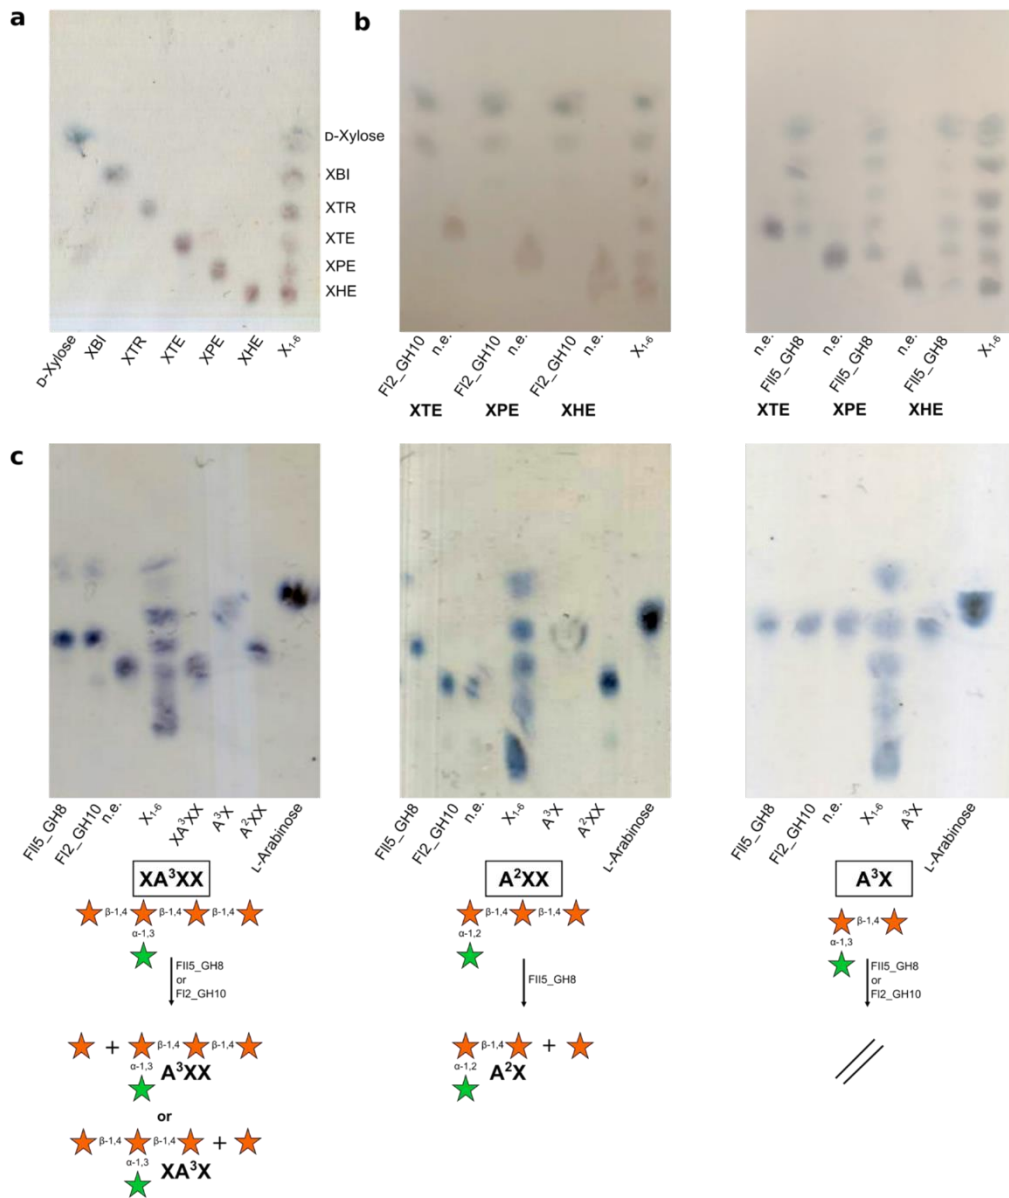 a
D-Xylose
XBI
XTR
XTE
XPE
XHE
D-Xylose
XBI
XTR
XTE
XPE
XHE
X1-6
b
FI2_GH10
n.e.
FI2_GH10
n.e.
FI2_GH10
n.e.
X1-6
XTE XPE XHE
n.e.
FII5_GH8
n.e.
FII5_GH8
n.e.
FII5_GH8
X1-6
XTE XPE XHE
c
FII5_GH8
FI2_GH10
n.e.
X1-6
XA³XX
A³X
A²XX
L-Arabinose
XA³XX
β-1,4 β-1,4 β-1,4
α-1,3
FII5_GH8
or
FI2_GH10
+ β-1,4 β-1,4
α-1,3 A³XX
or
β-1,4 β-1,4 +
α-1,3 XA³X
FII5_GH8
FI2_GH10
n.e.
X1-6
A³X
A²XX
L-Arabinose
A²XX
β-1,4 β-1,4
α-1,2
FII5_GH8
β-1,4 +
α-1,2 A²X
FII5_GH8
FI2_GH10
n.e.
X1-6
A³X
L-Arabinose
A³X
β-1,4
α-1,3
FII5_GH8
or
FI2_GH10